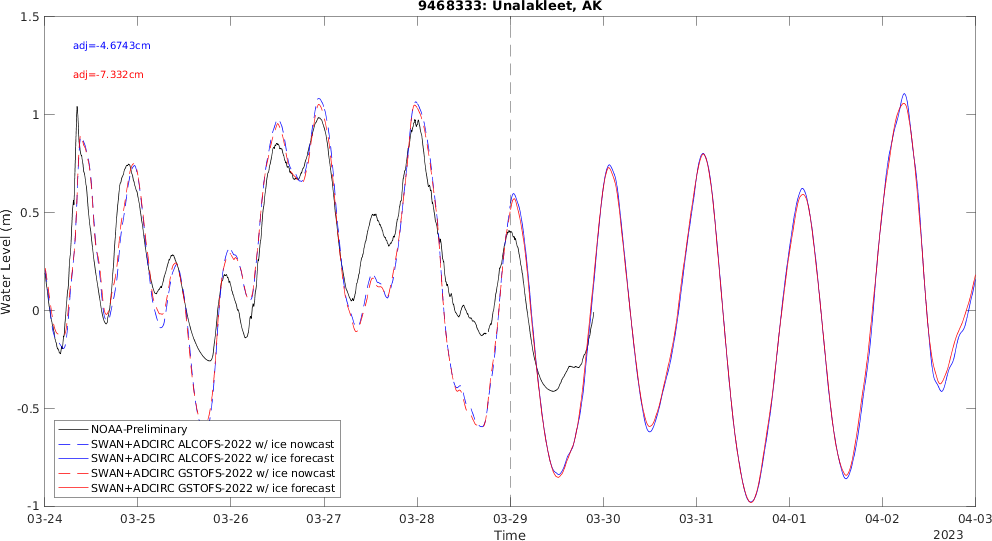 9468333: Unalakleet, AK
adj=-4.6743cm
adj=-7.332cm
Water Level (m)
1.5
1
0.5
0
-0.5
-1
NOAA-Preliminary
SWAN+ADCIRC ALCOFS-2022 w/ ice nowcast
SWAN+ADCIRC ALCOFS-2022 w/ ice forecast
SWAN+ADCIRC GSTOFS-2022 w/ ice nowcast
SWAN+ADCIRC GSTOFS-2022 w/ ice forecast
03-24 03-25 03-26 03-27 03-28 03-29 03-30 03-31 04-01 04-02 04-03
Time
2023